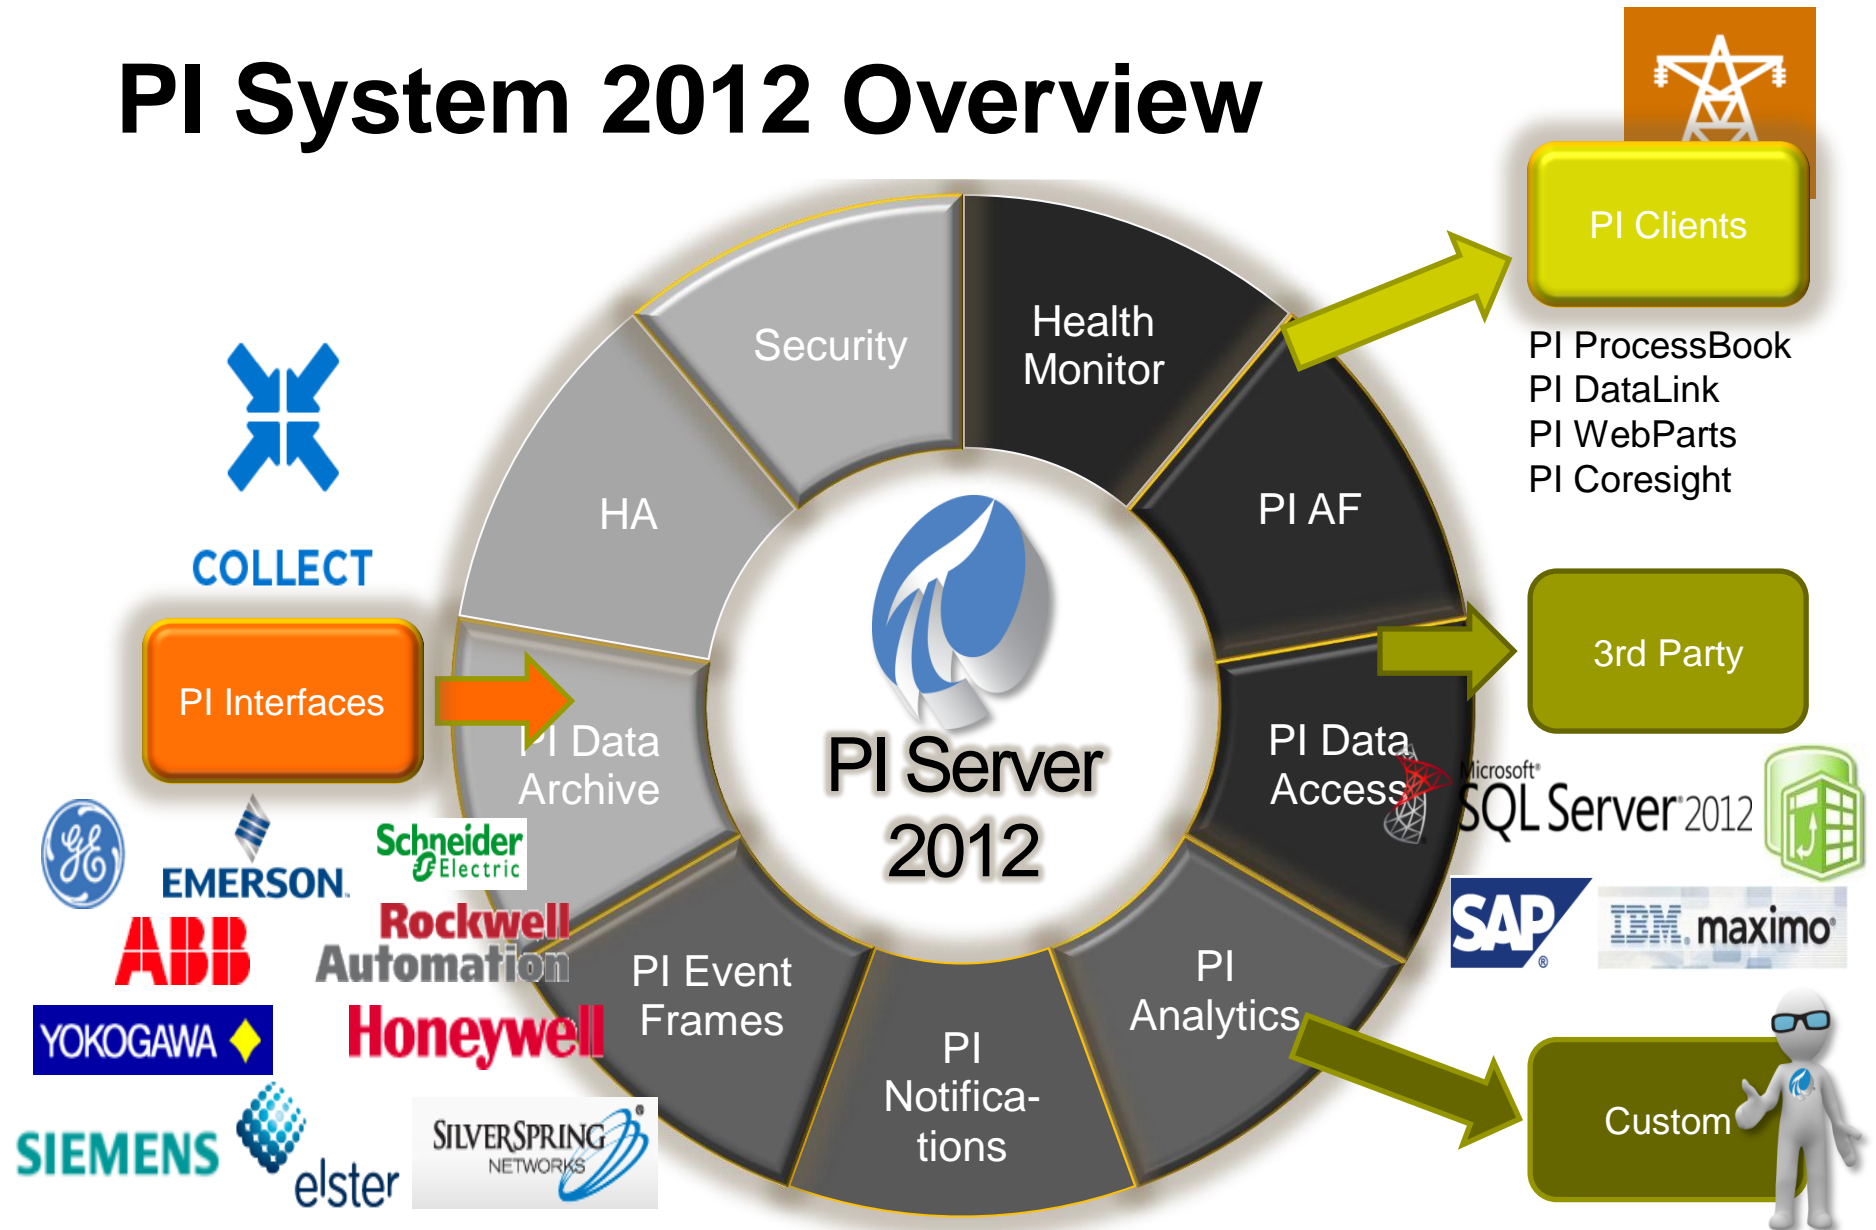 PI System 2012 Overview
PI Clients
PI ProcessBook
PI DataLink
PI WebParts
PI Coresight
Security
Health
Monitor
HA
PI AF
COLLECT
PI Interfaces
3rd Party
PI Data
Archive
PI Server
2012
PI Data
Access
Microsoft®
SQL Server® 2012
GE
EMERSON™
Schneider
Electric
SAP®
IBM. maximo®
ABB
Rockwell
Automation
PI Event
Frames
PI
Notifica-
tions
PI
Analytics
YOKOGAWA
Honeywell
SIEMENS
elster
SILVERSPRING®
NETWORKS
Custom